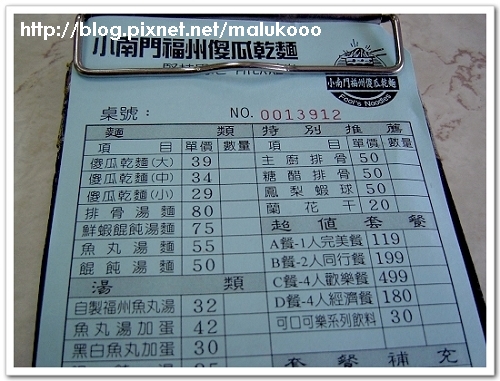 http://blog.pixnet.net/malukooo
小南門福州傻瓜乾麵
小南門福州傻瓜乾麵
Fool's Noodles
桌號： NO. 0013912
麵 類 特 別 推 薦
項 目 單價 數量 項 目 單價 數量
傻瓜乾麵(大) 39 主廚排骨 50
傻瓜乾麵(中) 34 糖醋排骨 50
傻瓜乾麵(小) 29 鳳梨蝦球 50
排骨湯麵 80 蘭花干 20
鮮蝦餛飩湯麵 75 超值套餐
魚丸湯麵 55 A餐-1人完美餐 119
餛飩湯麵 50 B餐-2人同行餐 199
湯 類 C餐-4人歡樂餐 499
自製福州魚丸湯 32 D餐-4人經濟餐 180
魚丸湯加蛋 42 可口可樂系列飲料 30
黑白魚丸加蛋 30
套餐補充